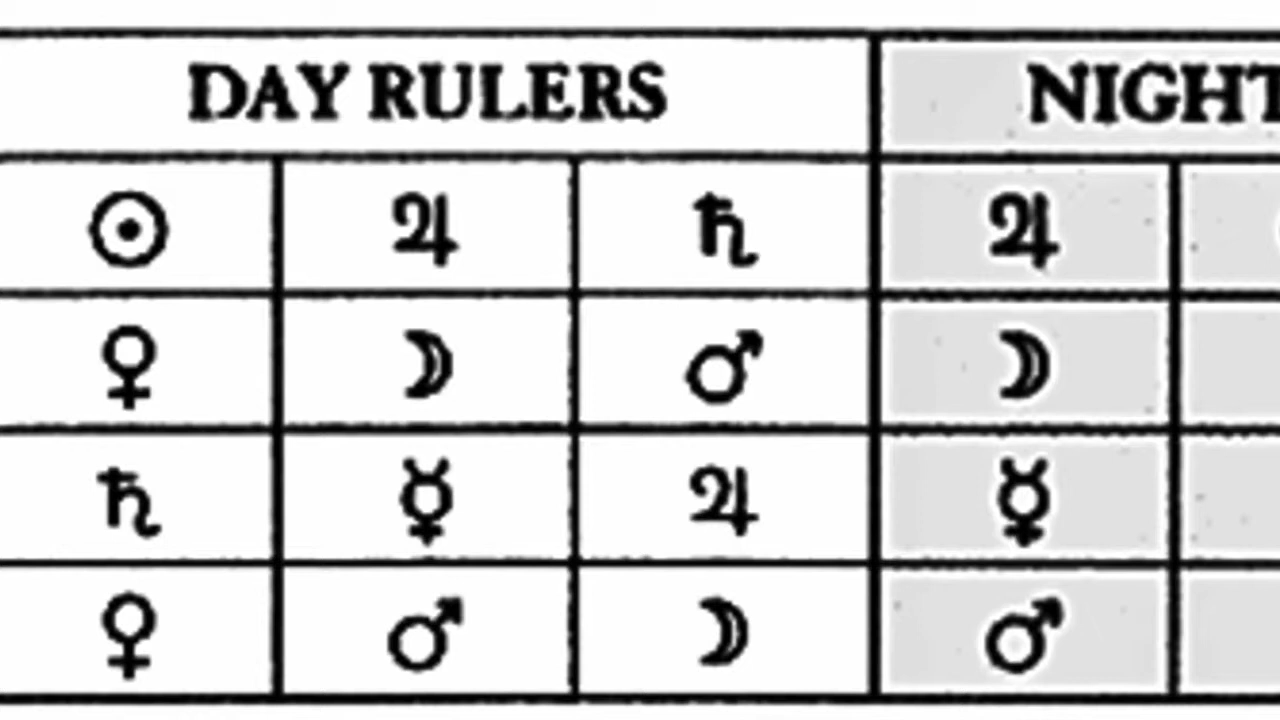 DAY RULERS NIGHT
☉ ♃ ♄ ♃
♀ ☽ ♂ ☽
♄ ☿ ♃ ☿
♀ ♂ ☽ ♂